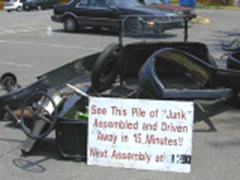 See This Pile of "Junk"
Assembled and Driven
Away in 15 Minutes!!
Next Assembly at